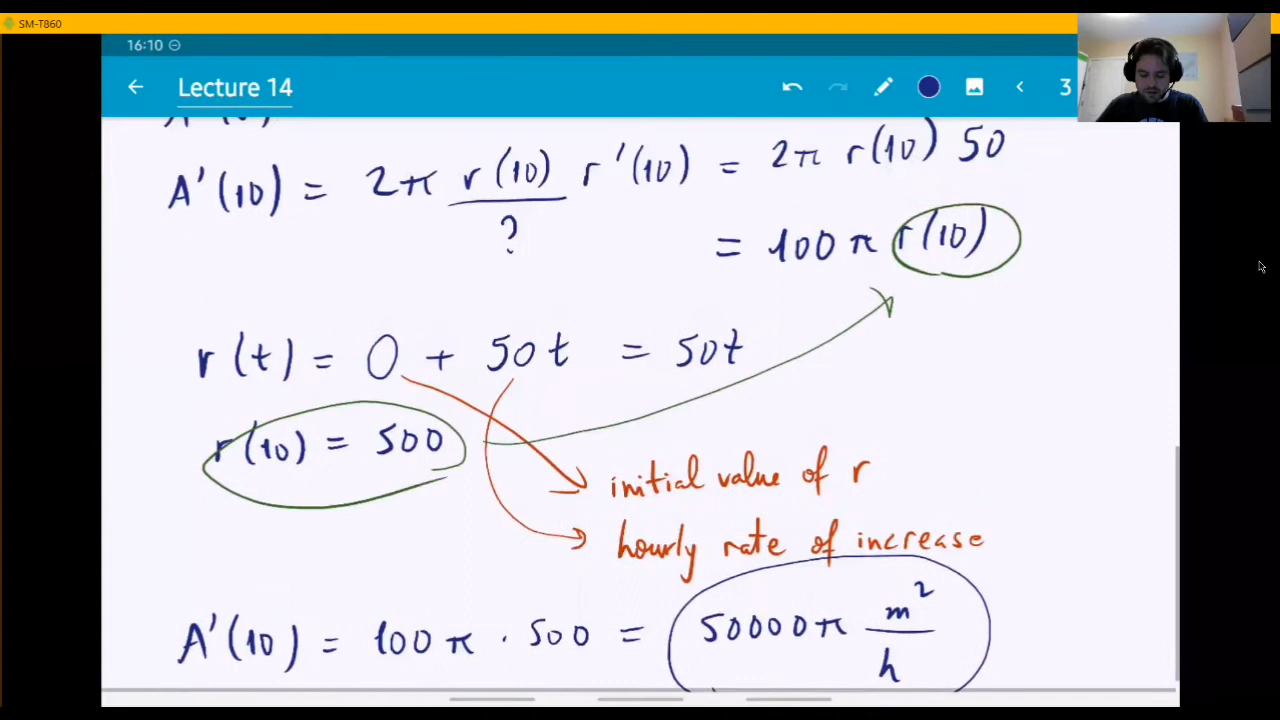 SM-T860
16:10
Lecture 14
3
A'(10) = 2π r(10) r'(10) = 2π r(10) 50
?
= 100 π r(10)
r(t) = 0 + 50t = 50t
r(10) = 500
initial value of r
hourly rate of increase
A'(10) = 100π · 500 = 50000π m²/h